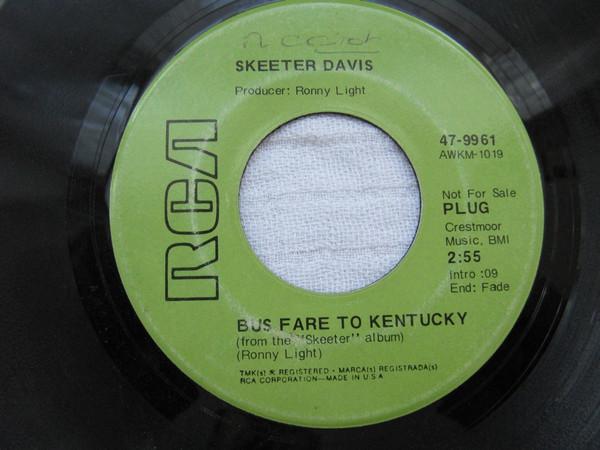 SKEETER DAVIS
Producer: Ronny Light
RCA
47-9961
AWKM-1019
Not For Sale
PLUG
Crestmoor
Music, BMI
2:55
Intro :09
End: Fade
BUS FARE TO KENTUCKY
(from the "Skeeter" album)
(Ronny Light)
TMK(s) ® REGISTERED • MARCA(s) REGISTRADA(s)
RCA CORPORATION—MADE IN U.S.A